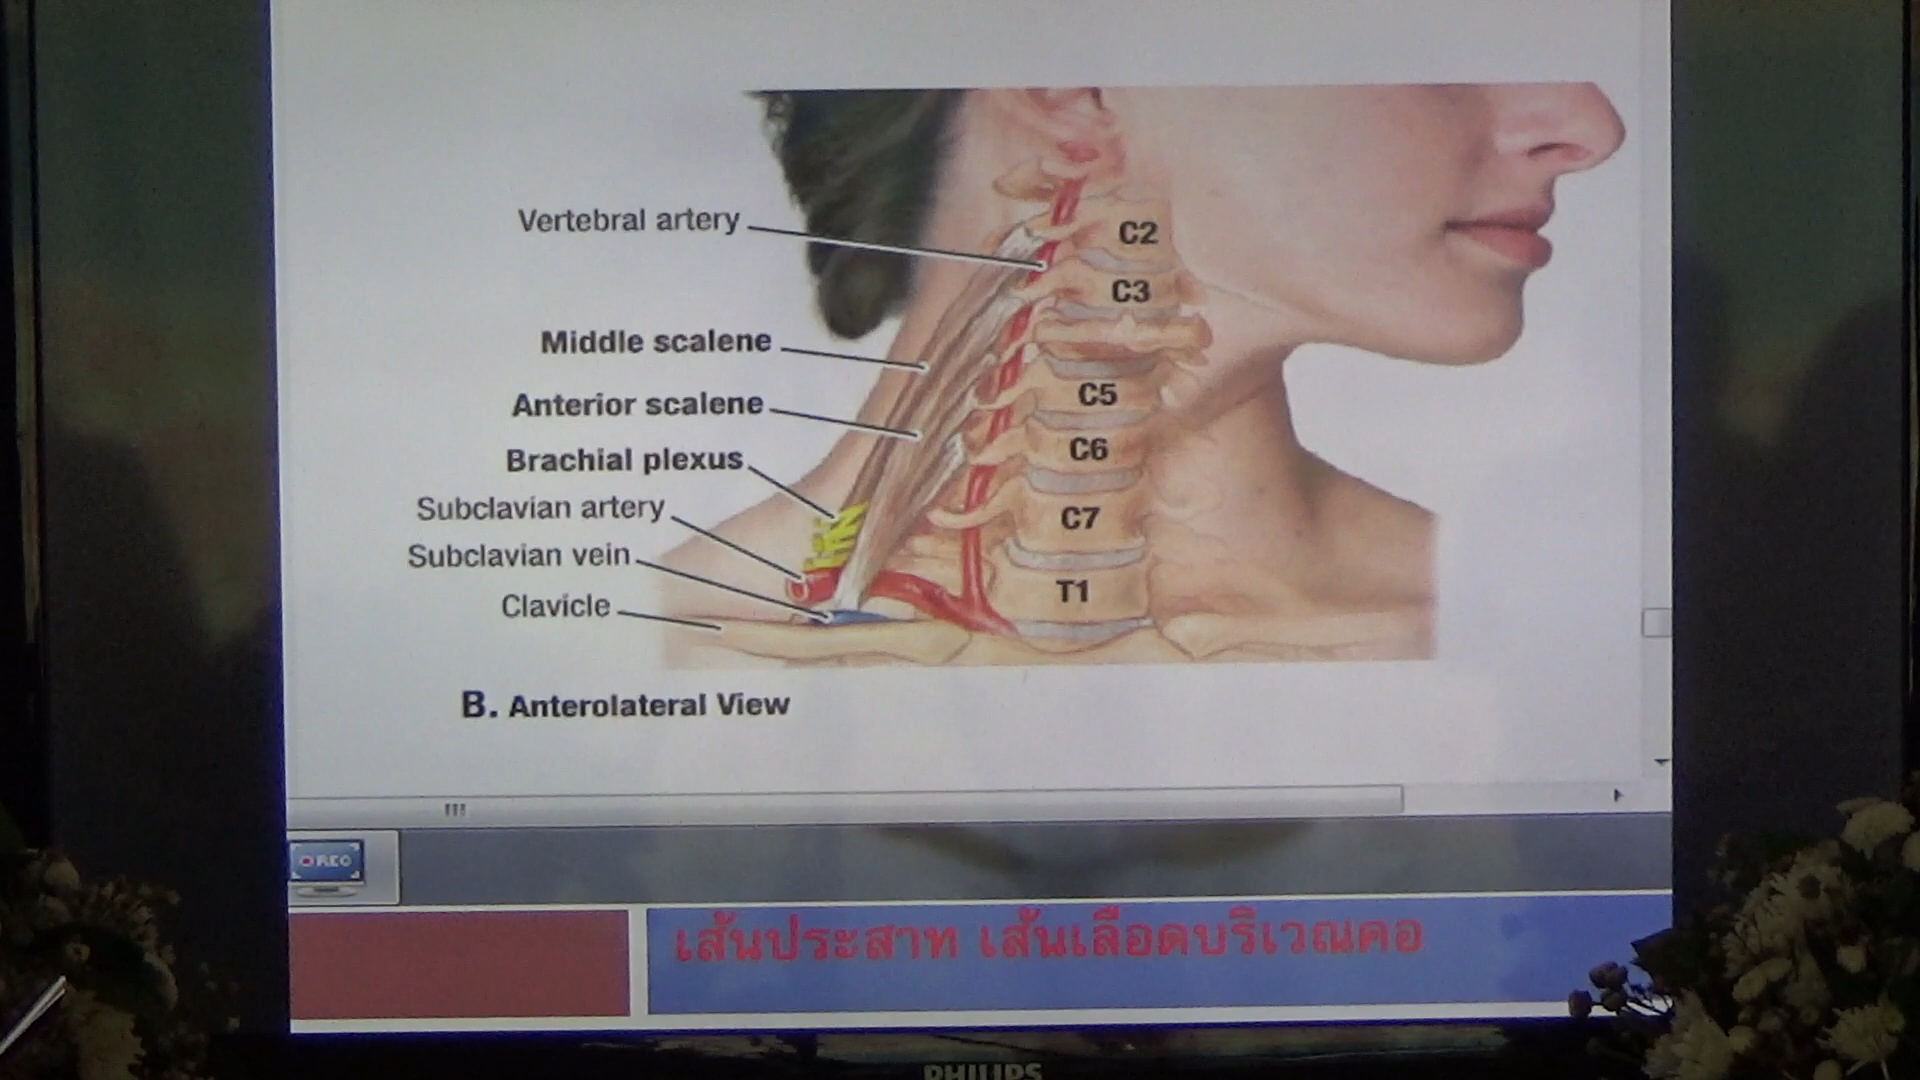 Vertebral artery
C2
C3
Middle scalene
Anterior scalene
C5
Brachial plexus
C6
Subclavian artery
C7
Subclavian vein
Clavicle
T1
B. Anterolateral View
REC
เส้นประสาท เส้นเลือดบริเวณคอ
PHILIPS